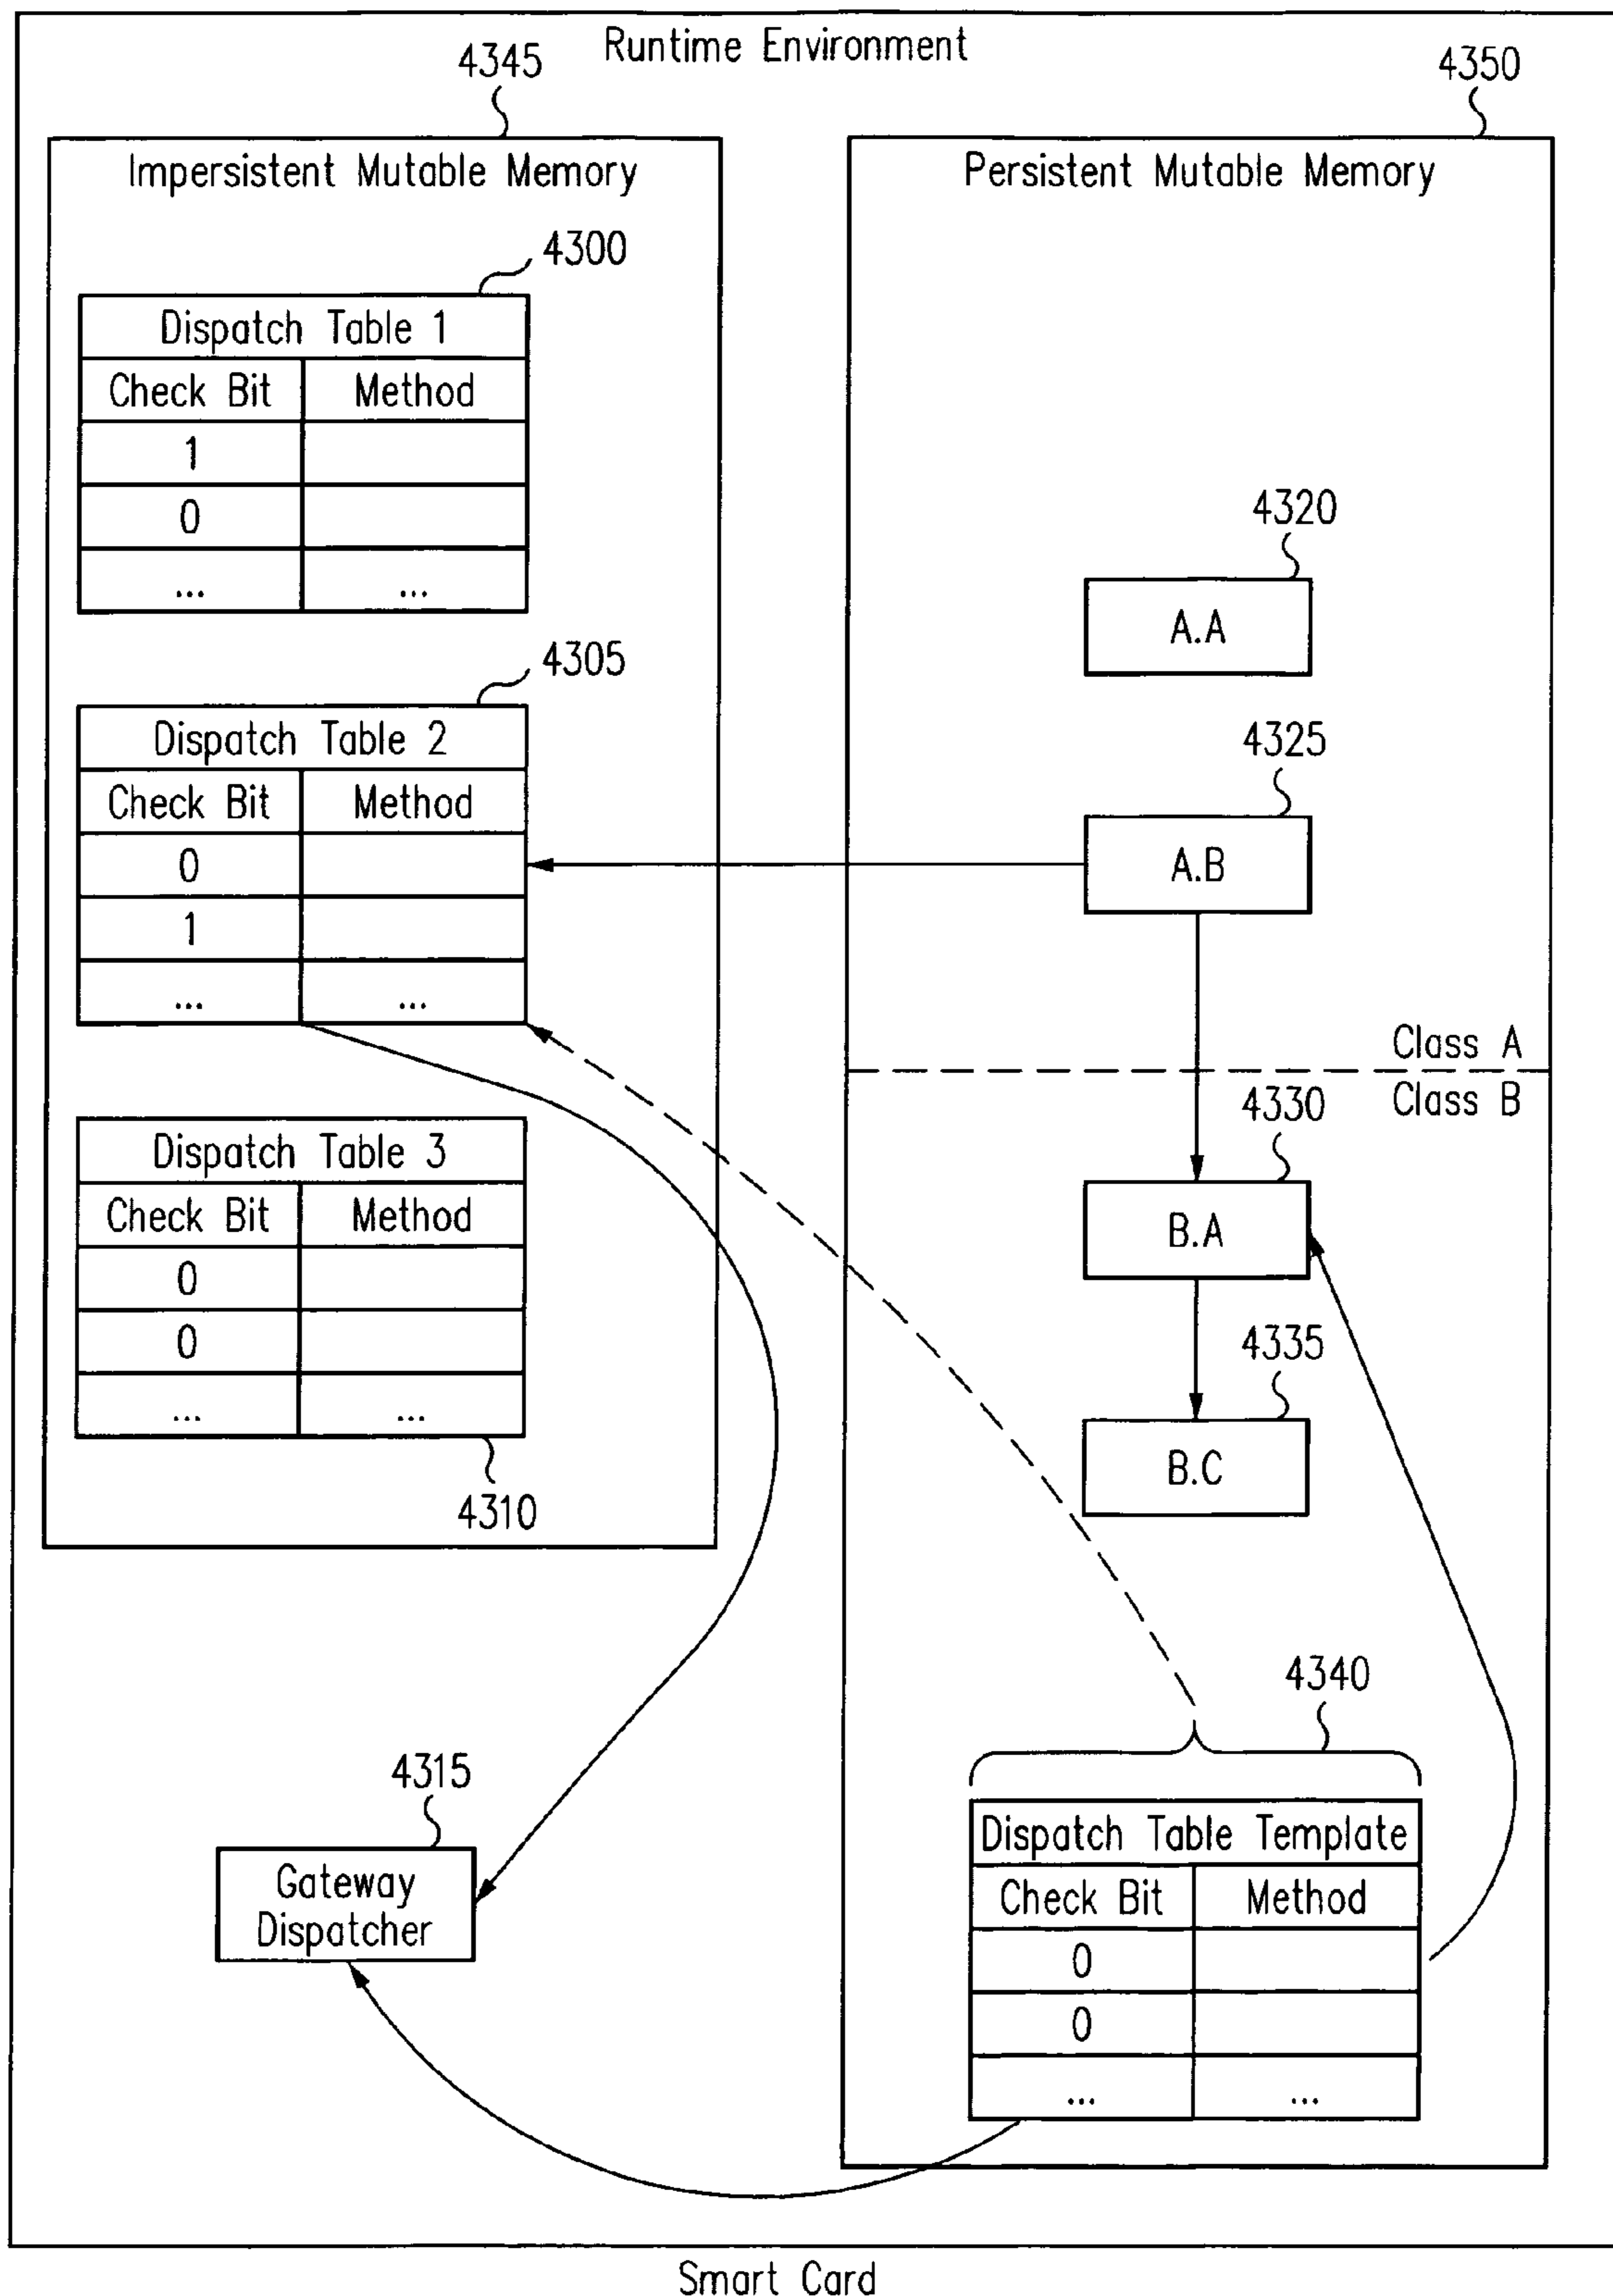 Runtime Environment
4345
4350
Impersistent Mutable Memory
4300
Dispatch Table 1
Check Bit Method
1
0
... ...
4305
Dispatch Table 2
Check Bit Method
0
1
... ...
Dispatch Table 3
Check Bit Method
0
0
... ...
4310
4315
Gateway
Dispatcher
Persistent Mutable Memory
4320
A.A
4325
A.B
Class A
Class B
4330
B.A
4335
B.C
4340
Dispatch Table Template
Check Bit Method
0
0
... ...
Smart Card